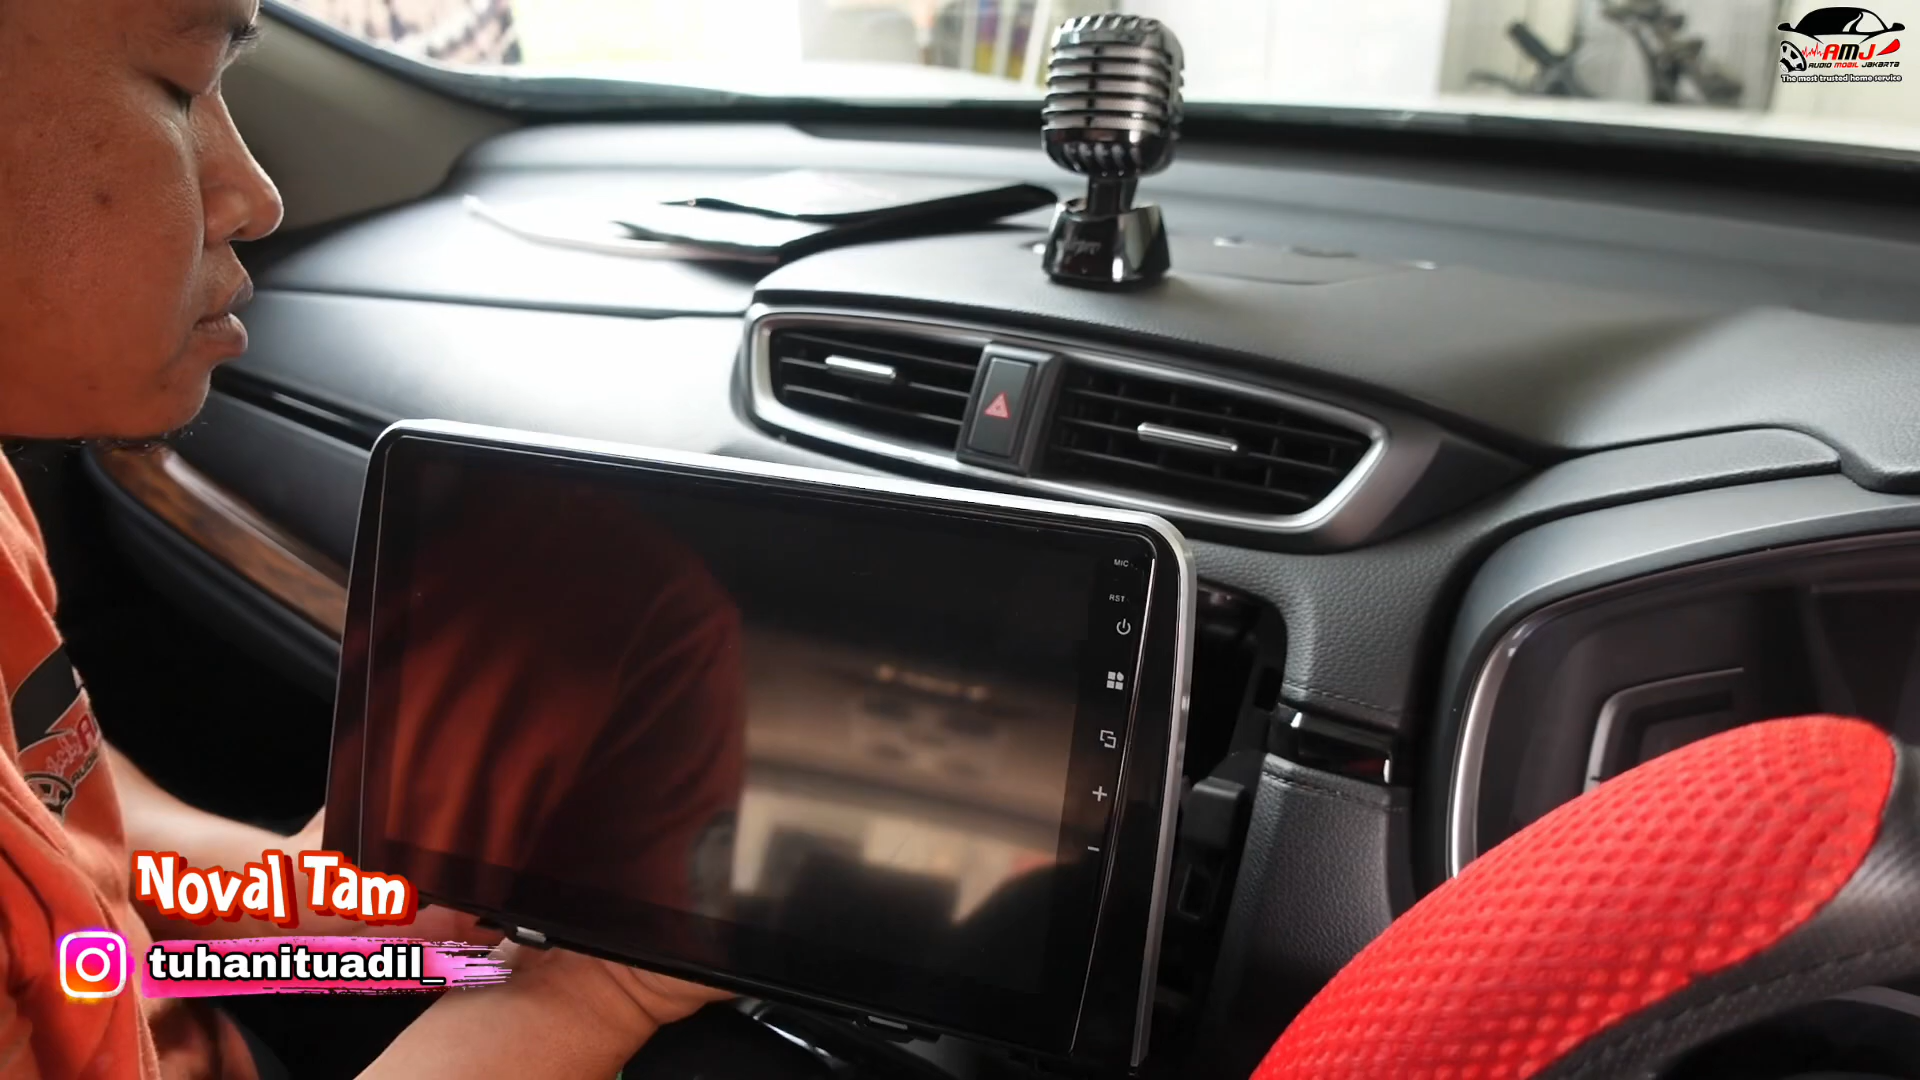 AMJ
AUDIO MOBIL JAKARTA
The most trusted home service
MIC
RST
Noval Tam
tuhanituadil_